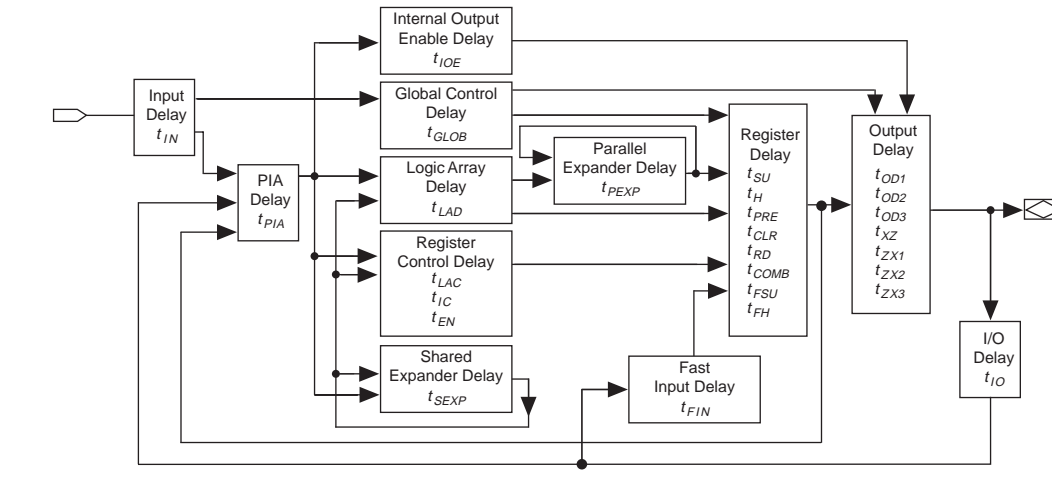 Internal Output
Enable Delay
tIOE
Input
Delay
tIN
Global Control
Delay
tGLOB
PIA
Delay
tPIA
Logic Array
Delay
tLAD
Parallel
Expander Delay
tPEXP
Register
Control Delay
tLAC
tIC
tEN
Shared
Expander Delay
tSEXP
Fast
Input Delay
tFIN
Register
Delay
tSU
tH
tPRE
tCLR
tRD
tCOMB
tFSU
tFH
Output
Delay
tOD1
tOD2
tOD3
tXZ
tZX1
tZX2
tZX3
I/O
Delay
tIO